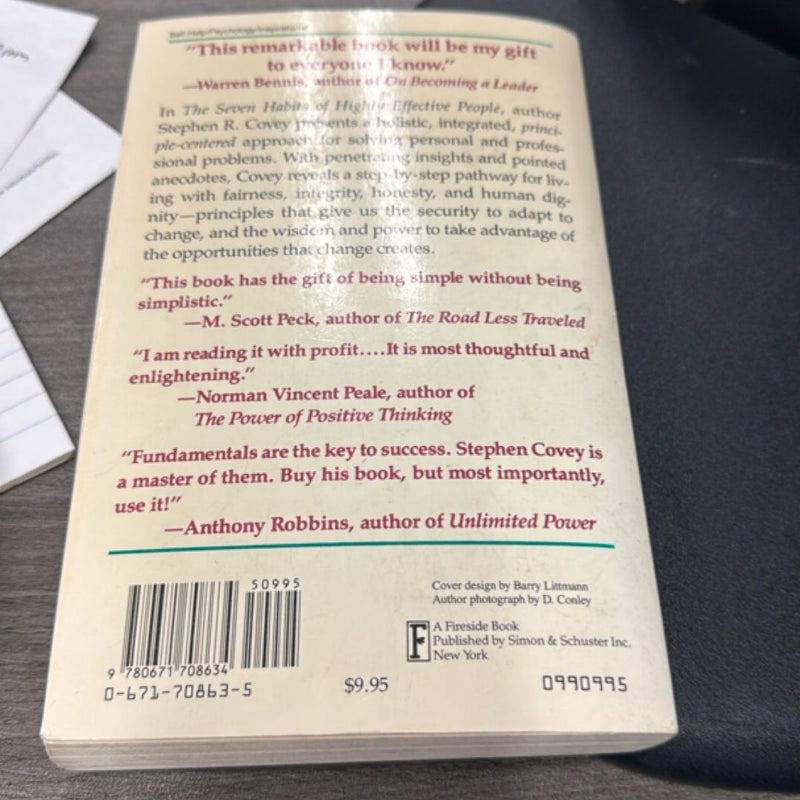 Self-Help/Psychology/Inspirational
"This remarkable book will be my gift
to everyone I know."
—Warren Bennis, author of On Becoming a Leader
In The Seven Habits of Highly Effective People, author
Stephen R. Covey presents a holistic, integrated, princi-
ple-centered approach for solving personal and profes-
sional problems. With penetrating insights and pointed
anecdotes, Covey reveals a step-by-step pathway for liv-
ing with fairness, integrity, honesty, and human dig-
nity—principles that give us the security to adapt to
change, and the wisdom and power to take advantage of
the opportunities that change creates.
"This book has the gift of being simple without being
simplistic."
—M. Scott Peck, author of The Road Less Traveled
"I am reading it with profit....It is most thoughtful and
enlightening."
—Norman Vincent Peale, author of
The Power of Positive Thinking
"Fundamentals are the key to success. Stephen Covey is
a master of them. Buy his book, but most importantly,
use it!"
—Anthony Robbins, author of Unlimited Power
50995
9 780671 708634
0-671-70863-5
$9.95
Cover design by Barry Littmann
Author photograph by D. Conley
F
A Fireside Book
Published by Simon & Schuster Inc.
New York
0990995